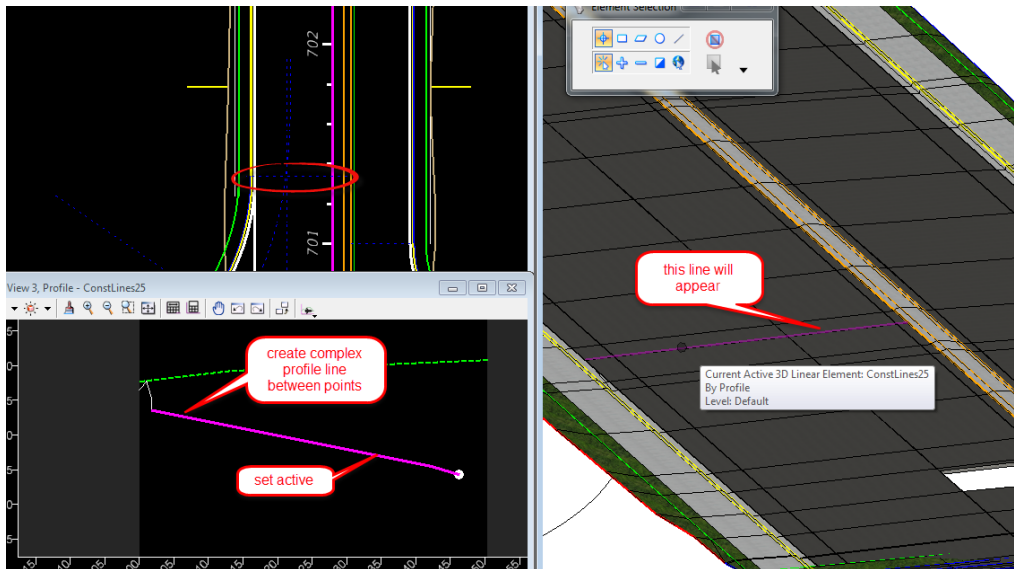 Element Selection
702
701
View 3, Profile - ConstLines25
create complex
profile line
between points
set active
this line will
appear
Current Active 3D Linear Element: ConstLines25
By Profile
Level: Default